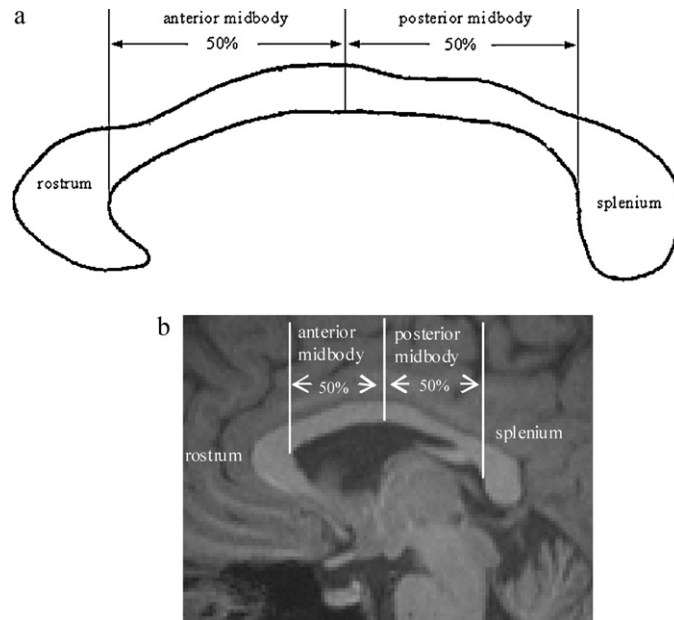 a
anterior midbody
posterior midbody
50%
50%
rostrum
splenium
b
anterior
midbody
posterior
midbody
50%
50%
splenium
rostrum